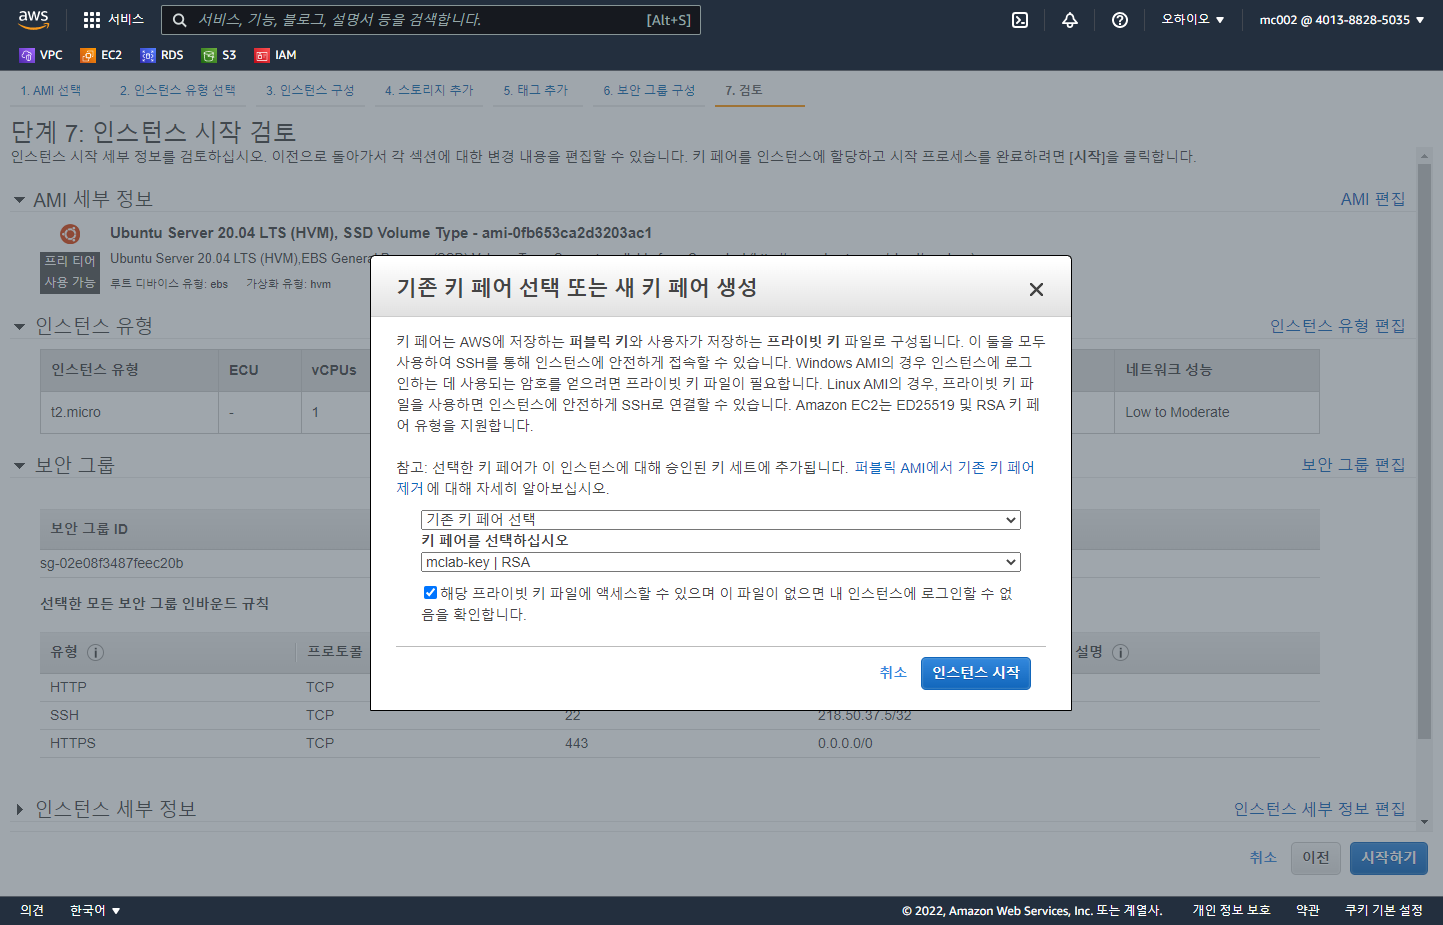 aws
서비스
서비스, 기능, 블로그, 설명서 등을 검색합니다.
[Alt+S]
오하이오
mc002 @ 4013-8828-5035
VPC
EC2
RDS
S3
IAM
1. AMI 선택
2. 인스턴스 유형 선택
3. 인스턴스 구성
4. 스토리지 추가
5. 태그 추가
6. 보안 그룹 구성
7. 검토
단계 7: 인스턴스 시작 검토
인스턴스 시작 세부 정보를 검토하십시오. 이전으로 돌아가서 각 섹션에 대한 변경 내용을 편집할 수 있습니다. 키 페어를 인스턴스에 할당하고 시작 프로세스를 완료하려면 [시작]을 클릭합니다.
AMI 세부 정보
AMI 편집
Ubuntu Server 20.04 LTS (HVM), SSD Volume Type - ami-0fb653ca2d3203ac1
프리 티어
사용 가능
Ubuntu Server 20.04 LTS (HVM),EBS General
루트 디바이스 유형: ebs
가상화 유형: hvm
인스턴스 유형
인스턴스 유형 편집
인스턴스 유형
ECU
vCPUs
네트워크 성능
t2.micro
-
1
Low to Moderate
보안 그룹
보안 그룹 편집
보안 그룹 ID
sg-02e08f3487feec20b
선택한 모든 보안 그룹 인바운드 규칙
유형
프로토콜
설명
HTTP
TCP
SSH
TCP
22
218.50.37.5/32
HTTPS
TCP
443
0.0.0.0/0
인스턴스 세부 정보
인스턴스 세부 정보 편집
기존 키 페어 선택 또는 새 키 페어 생성
키 페어는 AWS에 저장하는 퍼블릭 키와 사용자가 저장하는 프라이빗 키 파일로 구성됩니다. 이 둘을 모두
사용하여 SSH를 통해 인스턴스에 안전하게 접속할 수 있습니다. Windows AMI의 경우 인스턴스에 로그
인하는 데 사용되는 암호를 얻으려면 프라이빗 키 파일이 필요합니다. Linux AMI의 경우, 프라이빗 키 파
일을 사용하면 인스턴스에 안전하게 SSH로 연결할 수 있습니다. Amazon EC2는 ED25519 및 RSA 키 페
어 유형을 지원합니다.
참고: 선택한 키 페어가 이 인스턴스에 대해 승인된 키 세트에 추가됩니다. 퍼블릭 AMI에서 기존 키 페어
제거에 대해 자세히 알아보십시오.
기존 키 페어 선택
키 페어를 선택하십시오
mclab-key | RSA
해당 프라이빗 키 파일에 액세스할 수 있으며 이 파일이 없으면 내 인스턴스에 로그인할 수 없
음을 확인합니다.
취소
인스턴스 시작
취소
이전
시작하기
의견
한국어
© 2022, Amazon Web Services, Inc. 또는 계열사.
개인 정보 보호
약관
쿠키 기본 설정